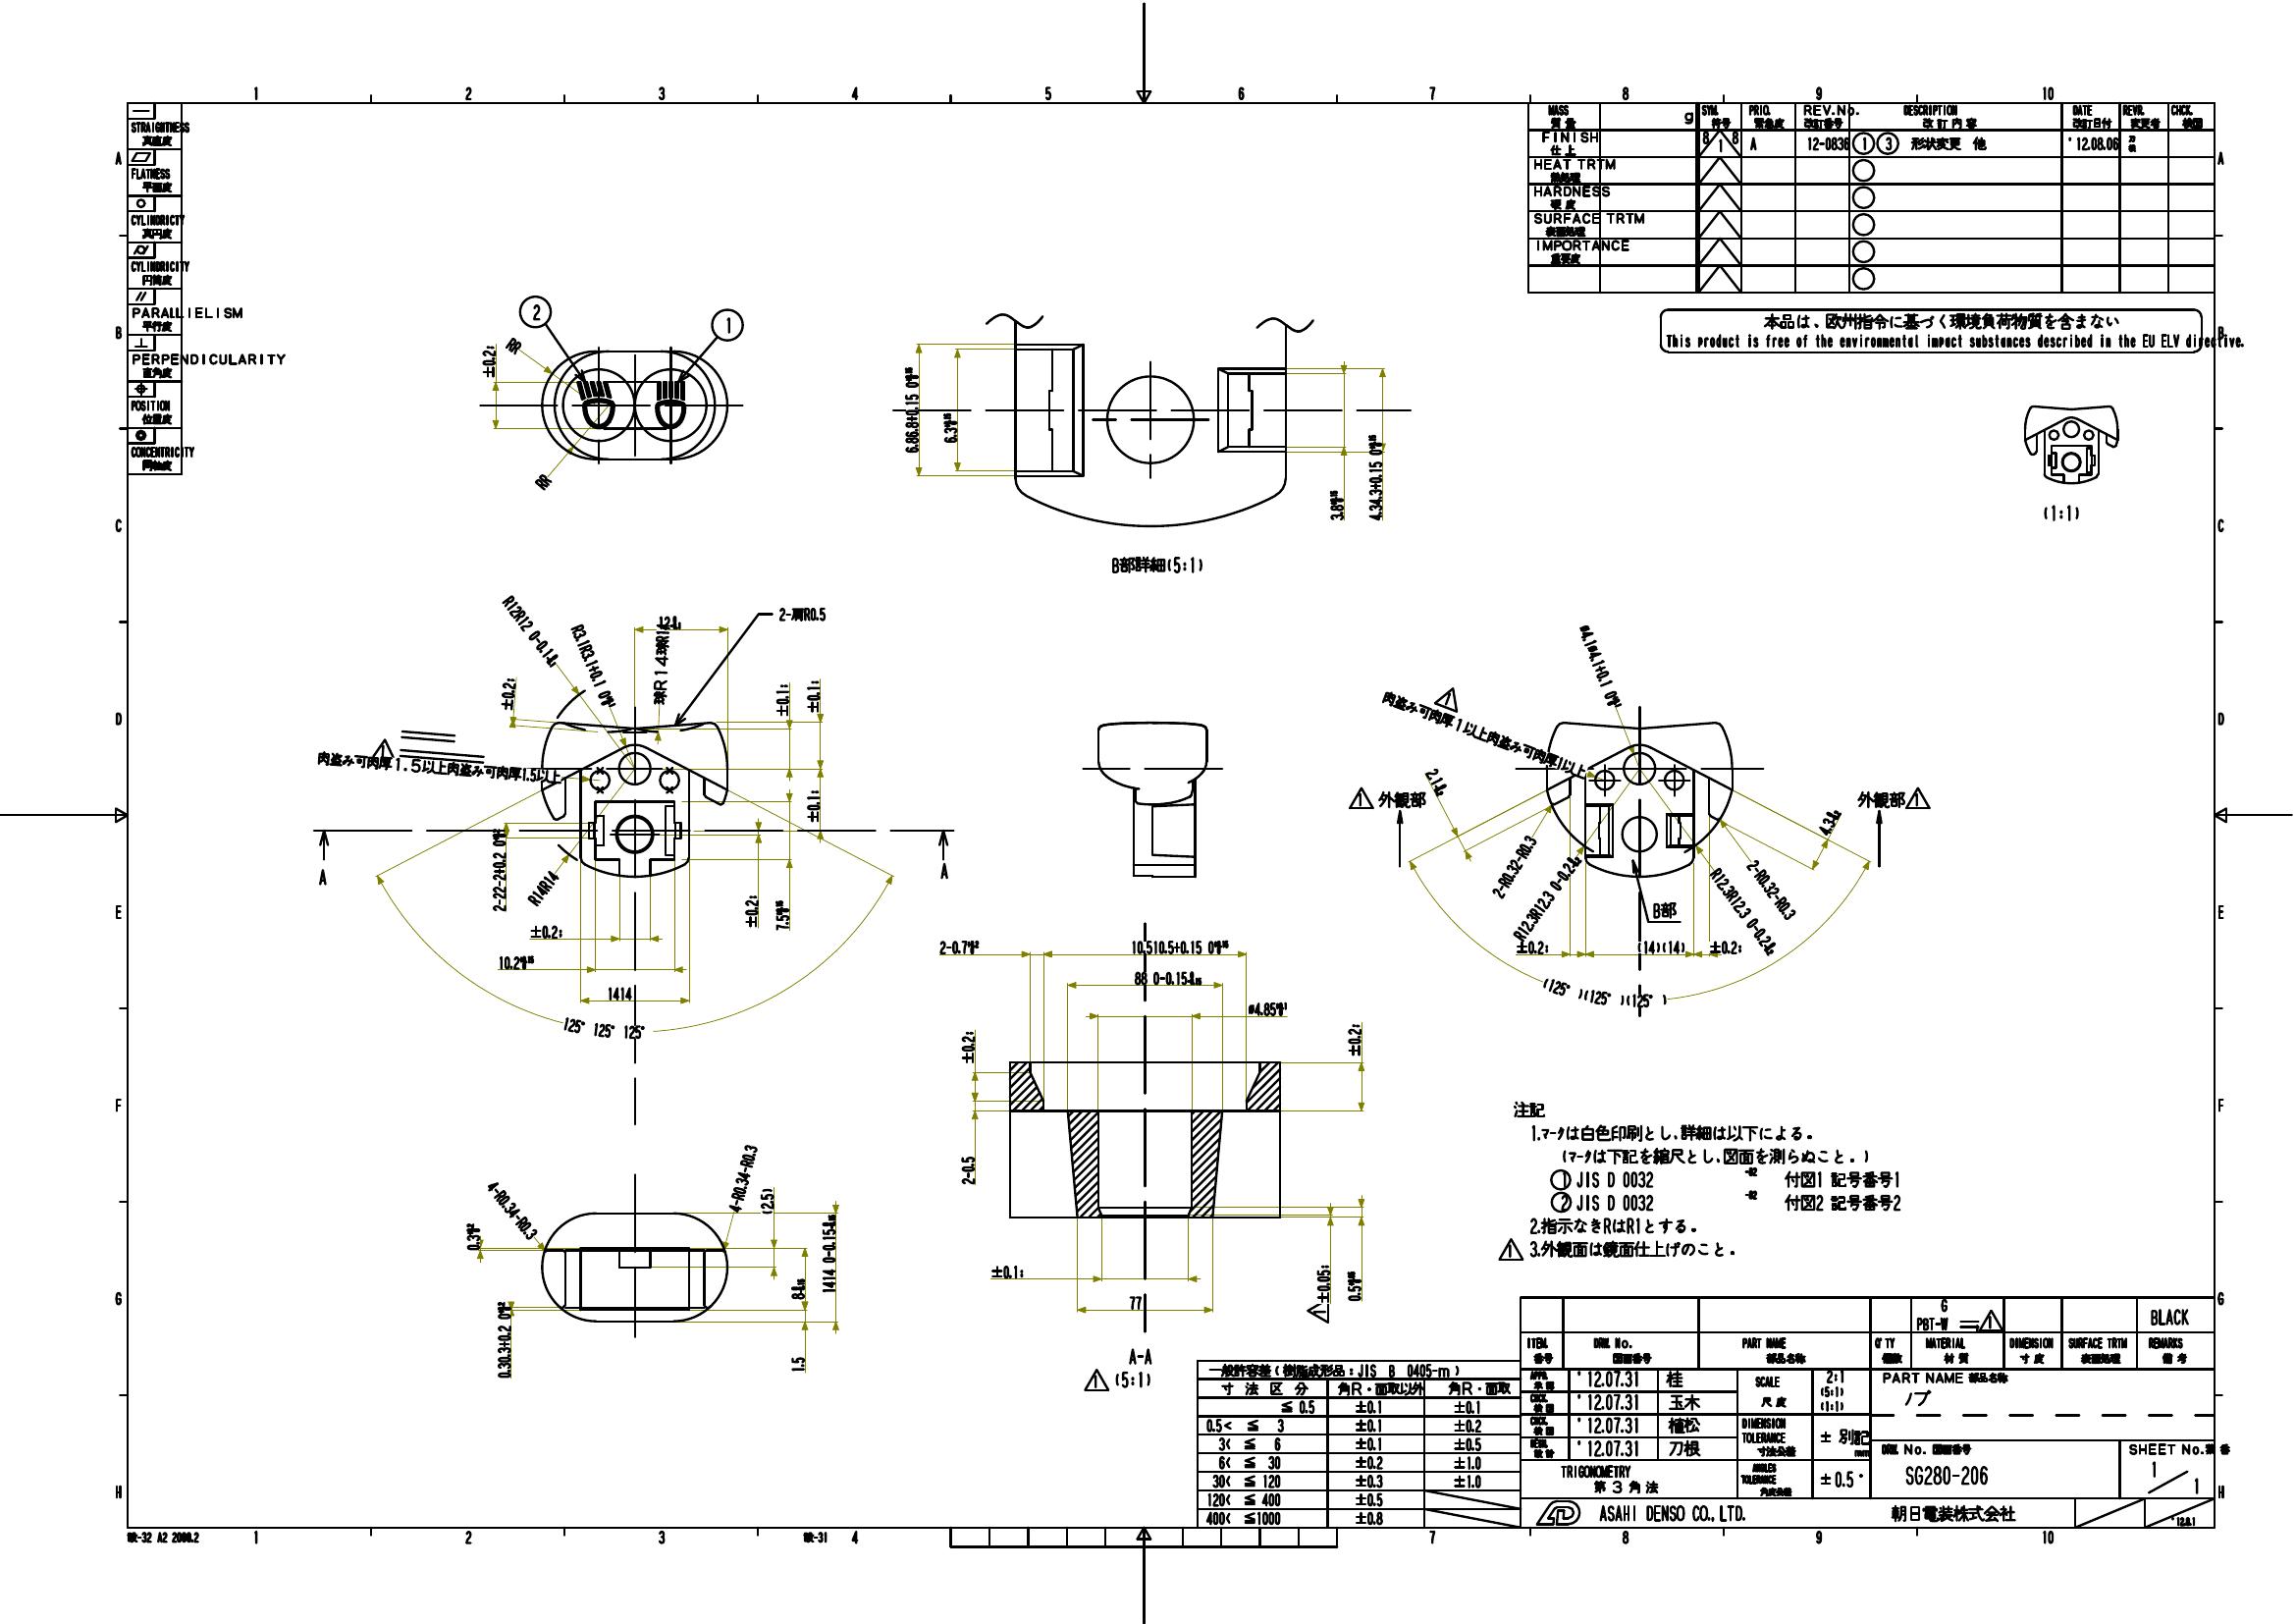 1 2 3 4 5 6 7 8 9 10
A
B
C
D
E
F
G
H
STRAIGHTNESS
真直度
FLATNESS
平面度
CYLINDRICTY
真円度
CYLINDRICITY
円筒度
PARALLIELISM
平行度
PERPENDICULARITY
直角度
POSITION
位置度
CONCENTRICITY
同軸度
MASS
質量
g
SYM. PRIO. REV.No. DESCRIPTION DATE REVR. CHCK.
符号 緊急度 改訂番号 改訂内容 改訂日付 変更者 検図
FINISH
仕上
8 1 8 A 12-0836 1 3 形状変更 他 '12.08.06
HEAT TRTM
熱処理
HARDNESS
硬度
SURFACE TRTM
表面処理
IMPORTANCE
重要度
本品は、欧州指令に基づく環境負荷物質を含まない
This product is free of the environmental impact substances described in the EU ELV directive.
2
1
±0.2:
RR
RR
6.86.8+0.15 0
6.3
3.8
4.34.3+0.15 0
B部詳細(5:1)
(1:1)
R12R12 0-0.1
R3.1R3.1+0.1 0
球R14球R14
12
2-肩R0.5
±0.2:
±0.1:
±0.1:
±0.1:
肉盗み可肉厚1.5以上肉盗み可肉厚1.5以上
A
A
2-22-2+0.2 0
R14R14
±0.2:
±0.2:
7.5
10.2
1414
125° 125° 125°
ø4.1ø4.1+0.1 0
肉盗み可肉厚1以上肉盗み可肉厚1以上
1 外観部
外観部 1
2.1
4.3
2-R0.32-R0.3
2-R0.32-R0.3
R12.3R12.3 0-0.2
R12.3R12.3 0-0.2
B部
±0.2: (14)(14) ±0.2:
(125° )(125° )(125° )
2-0.7
10.510.5+0.15 0
88 0-0.15
ø4.85
±0.2:
±0.2:
2-0.5
±0.1:
77
1 ±0.05:
0.5
A-A
1 (5:1)
4-R0.34-R0.3
4-R0.34-R0.3
(2.5)
0.3
0.30.3+0.2 0
8
1414 0-0.15
1.5
注記
1.マークは白色印刷とし、詳細は以下による。
(マークは下記を縮尺とし、図面を測らぬこと。)
1 JIS D 0032 付図1 記号番号1
2 JIS D 0032 付図2 記号番号2
2.指示なきRはR1とする。
1 3.外観面は鏡面仕上げのこと。
一般許容差(樹脂成形品:JIS B 0405-m)
寸法区分 角R・面取以外 角R・面取
≦ 0.5 ±0.1 ±0.1
0.5< ≦ 3 ±0.1 ±0.2
3< ≦ 6 ±0.1 ±0.5
6< ≦ 30 ±0.2 ±1.0
30< ≦ 120 ±0.3 ±1.0
120< ≦ 400 ±0.5
400< ≦1000 ±0.8
G
PBT-W 1 BLACK
ITEM. DRW. No. PART NAME Q'TY MATERIAL DIMENSION SURFACE TRTM REMARKS
番号 図面番号 部品名称 個数 材質 寸度 表面処理 備考
APPD. 承認 '12.07.31 桂
CHCK. 検図 '12.07.31 玉木
CHCK. 検図 '12.07.31 植松
設計 '12.07.31 刀根
SCALE
尺度
2:1
(5:1)
(1:1)
DIMENSION
TOLERANCE
寸法公差
± 別記
mm
TRIGONOMETRY
第3角法
ANGLES
TOLERANCE
角度公差
±0.5°
PART NAME 部品名称
ノブ
DRW. No. 図面番号
SG280-206
SHEET No.葉番
1/1
ASAHI DENSO CO., LTD. 朝日電装株式会社
'12.8.1
A2 2000.2